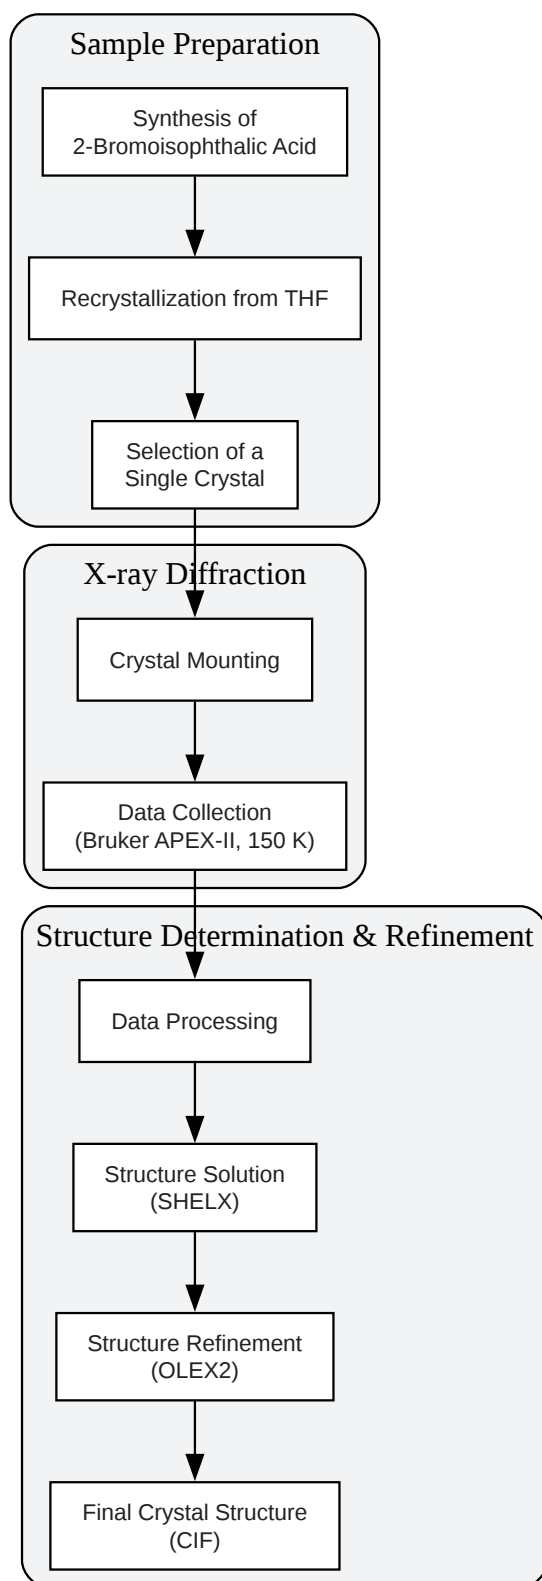 Sample Preparation
Synthesis of
2-Bromoisophthalic Acid
Recrystallization from THF
Selection of a
Single Crystal
X-ray Diffraction
Crystal Mounting
Data Collection
(Bruker APEX-II, 150 K)
Structure Determination & Refinement
Data Processing
Structure Solution
(SHELX)
Structure Refinement
(OLEX2)
Final Crystal Structure
(CIF)